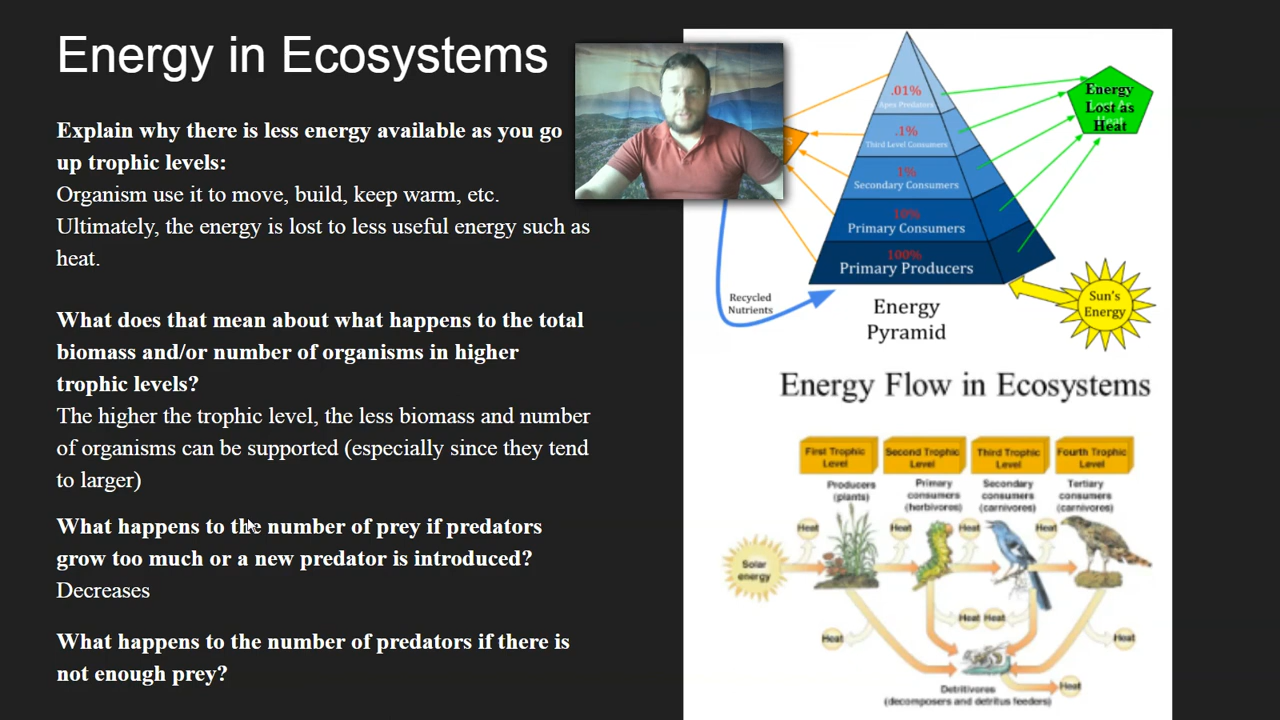 Energy in Ecosystems
Explain why there is less energy available as you go
up trophic levels:
Organism use it to move, build, keep warm, etc.
Ultimately, the energy is lost to less useful energy such as
heat.
What does that mean about what happens to the total
biomass and/or number of organisms in higher
trophic levels?
The higher the trophic level, the less biomass and number
of organisms can be supported (especially since they tend
to larger)
What happens to the number of prey if predators
grow too much or a new predator is introduced?
Decreases
What happens to the number of predators if there is
not enough prey?
.01%
Apex Predators
.1%
Third Level Consumers
1%
Secondary Consumers
10%
Primary Consumers
100%
Primary Producers
Energy
Lost as
Heat
Recycled
Nutrients
Energy
Pyramid
Sun's
Energy
Energy Flow in Ecosystems
First Trophic
Level
Second Trophic
Level
Third Trophic
Level
Fourth Trophic
Level
Producers
(plants)
Primary
consumers
(herbivores)
Secondary
consumers
(carnivores)
Tertiary
consumers
(carnivores)
Heat
Heat
Heat
Heat
Solar
energy
Heat
Heat
Heat
Heat
Heat
Detritivores
(decomposers and detritus feeders)